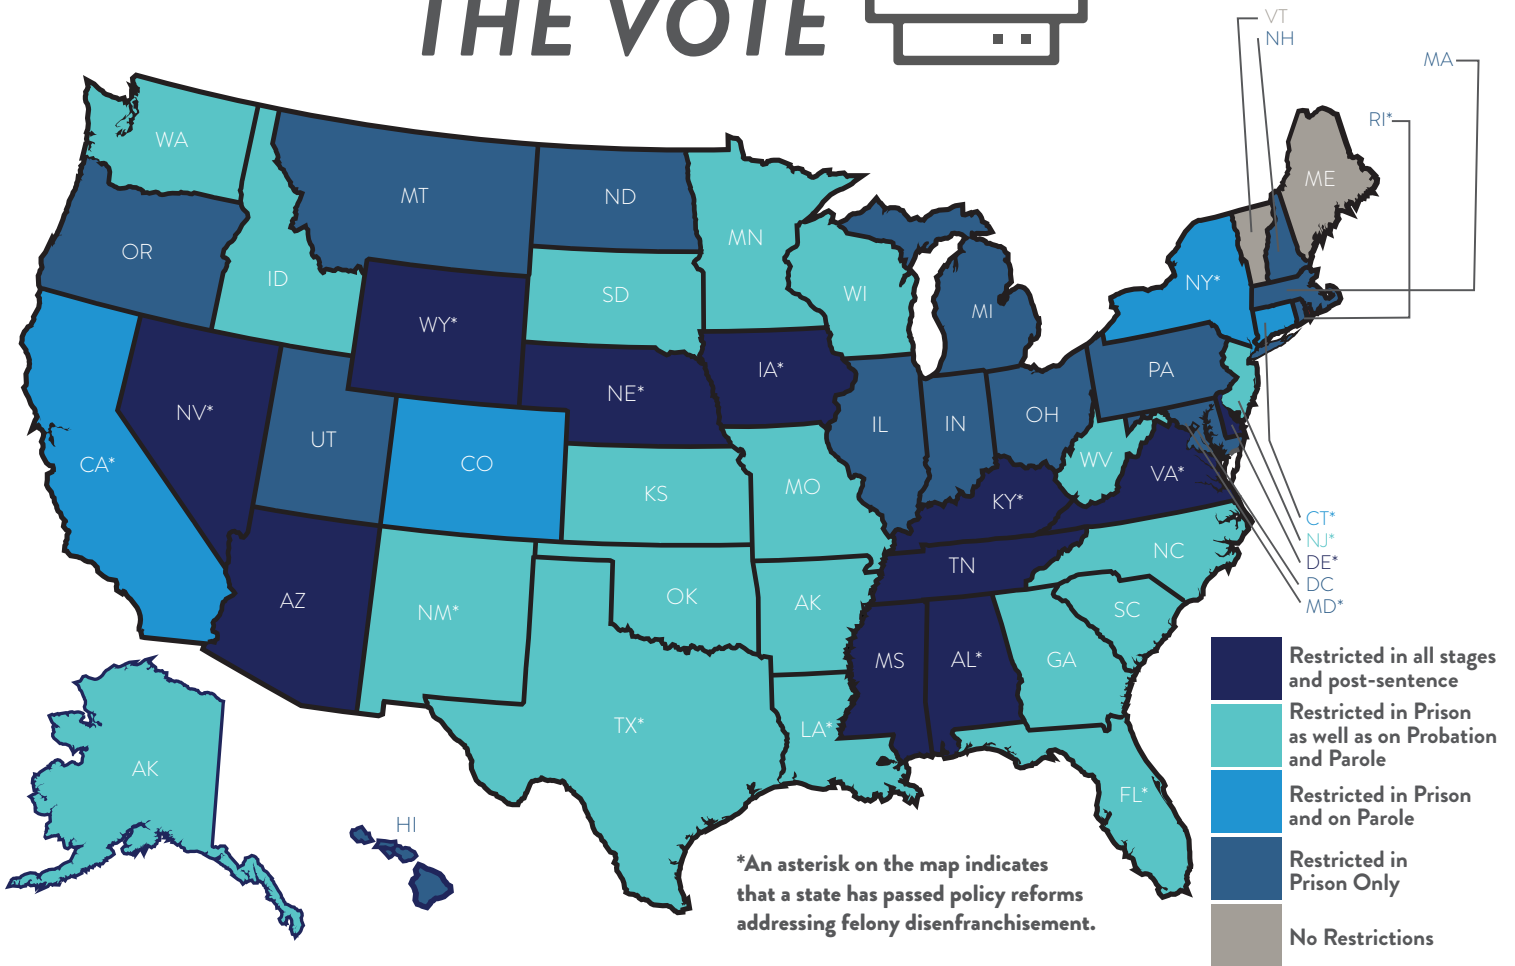 THE VOTE
VT
NH
MA
RI*
WA
MT
ND
MN
ME
OR
ID
SD
WI
MI
NY*
WY*
IA*
PA
NE*
NV*
UT
CO
IL
IN
OH
CA*
KS
MO
WV
VA*
KY*
CT*
NJ*
DE*
DC
MD*
NC
TN
AZ
NM*
OK
AK
SC
MS
AL*
GA
TX*
LA*
FL*
AK
HI
Restricted in all stages
and post-sentence
Restricted in Prison
as well as on Probation
and Parole
Restricted in Prison
and on Parole
Restricted in
Prison Only
No Restrictions
*An asterisk on the map indicates
that a state has passed policy reforms
addressing felony disenfranchisement.